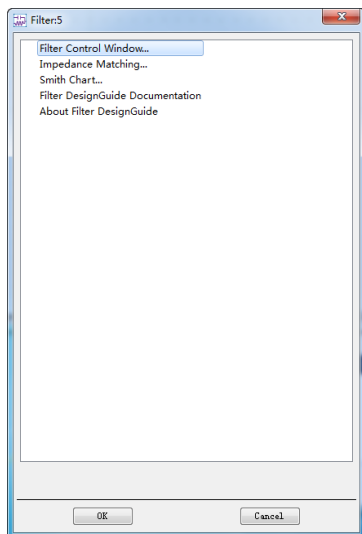 Filter:5
Filter Control Window...
Impedance Matching...
Smith Chart...
Filter DesignGuide Documentation
About Filter DesignGuide
OK
Cancel